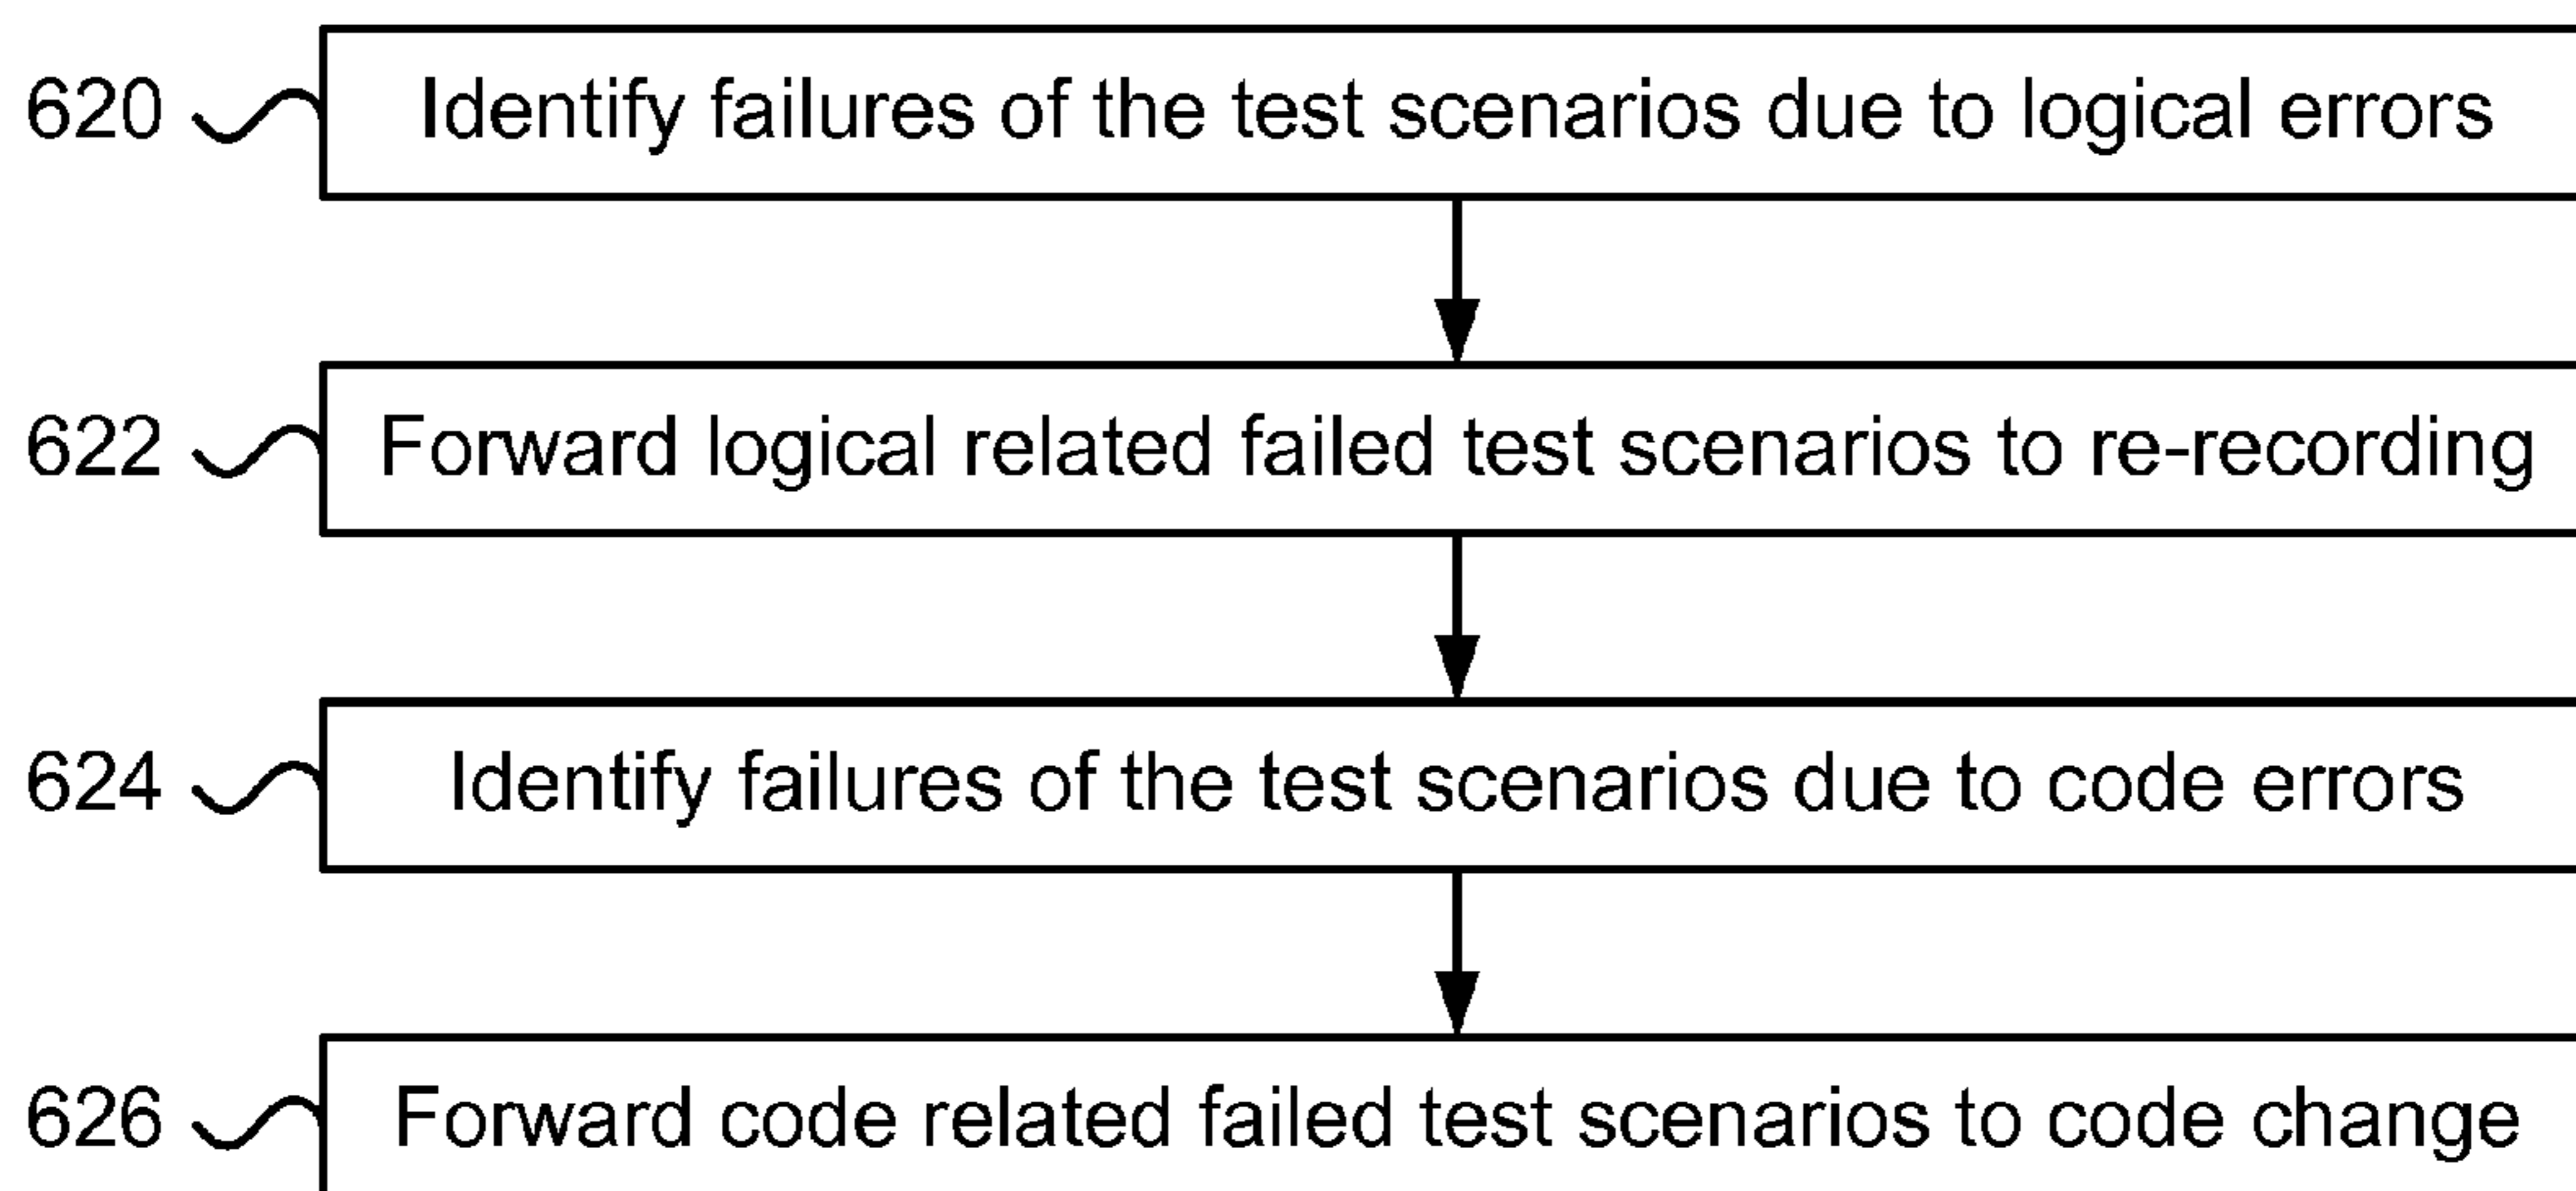 620 Identify failures of the test scenarios due to logical errors
622 Forward logical related failed test scenarios to re-recording
624 Identify failures of the test scenarios due to code errors
626 Forward code related failed test scenarios to code change